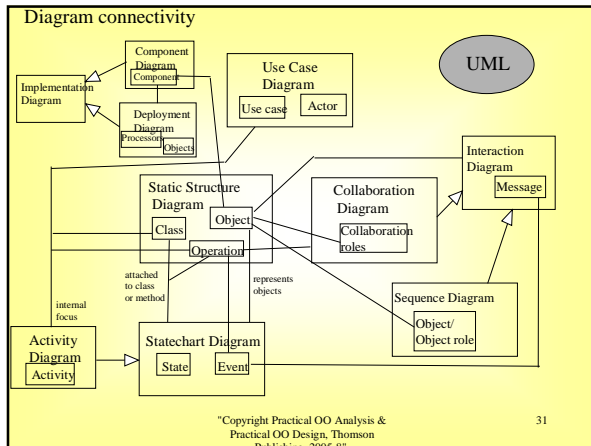 Diagram connectivity
Component
Diagram
Component
Implementation
Diagram
Deployment
Diagram
Processors
Objects
Use Case
Diagram
Use case
Actor
UML
Interaction
Diagram
Message
Static Structure
Diagram
Object
Class
Operation
Collaboration
Diagram
Collaboration
roles
attached
to class
or method
represents
objects
internal
focus
Sequence Diagram
Object/
Object role
Activity
Diagram
Activity
Statechart Diagram
State
Event
"Copyright Practical OO Analysis &
Practical OO Design, Thomson
31